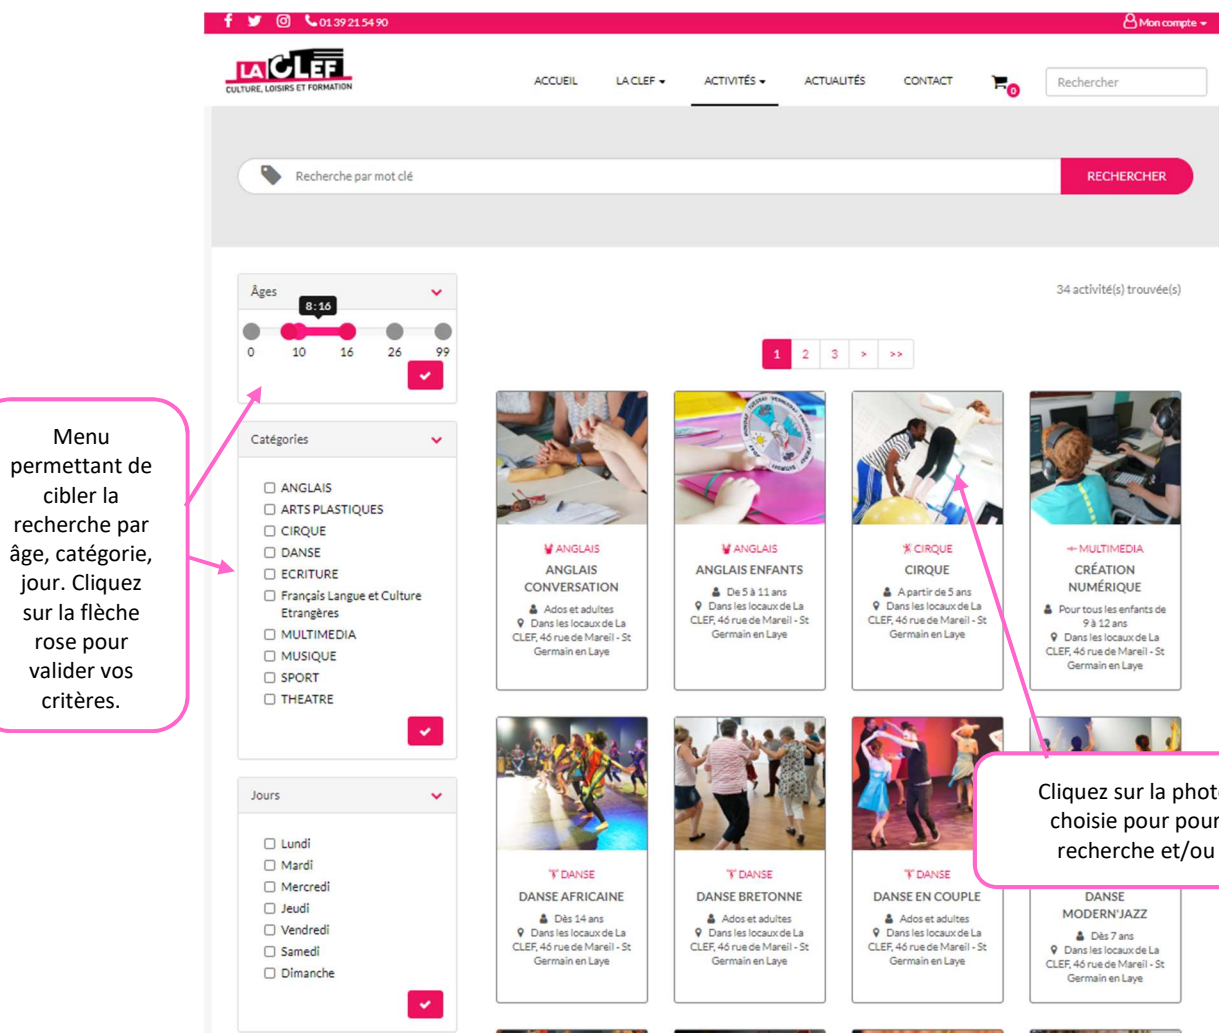 01 39 21 54 90
Mon compte
LA CLEF
CULTURE, LOISIRS ET FORMATION
ACCUEIL LA CLEF ACTIVITÉS ACTUALITÉS CONTACT 0 Rechercher
Recherche par mot clé RECHERCHER
Âges
8 : 16
0 10 16 26 99
34 activité(s) trouvée(s)
1 2 3 > >>
Menu
permettant de
cibler la
recherche par
âge, catégorie,
jour. Cliquez
sur la flèche
rose pour
valider vos
critères.
Catégories
ANGLAIS
ARTS PLASTIQUES
CIRQUE
DANSE
ECRITURE
Français Langue et Culture
Etrangères
MULTIMEDIA
MUSIQUE
SPORT
THEATRE
Jours
Lundi
Mardi
Mercredi
Jeudi
Vendredi
Samedi
Dimanche
ANGLAIS
ANGLAIS
CONVERSATION
Ados et adultes
Dans les locaux de La
CLEF, 46 rue de Mareil - St
Germain en Laye
ANGLAIS
ANGLAIS ENFANTS
De 5 à 11 ans
Dans les locaux de La
CLEF, 46 rue de Mareil - St
Germain en Laye
CIRQUE
CIRQUE
A partir de 5 ans
Dans les locaux de La
CLEF, 46 rue de Mareil - St
Germain en Laye
MULTIMEDIA
CRÉATION
NUMÉRIQUE
Pour tous les enfants de
9 à 12 ans
Dans les locaux de La
CLEF, 46 rue de Mareil - St
Germain en Laye
DANSE
DANSE AFRICAINE
Dès 14 ans
Dans les locaux de La
CLEF, 46 rue de Mareil - St
Germain en Laye
DANSE
DANSE BRETONNE
Ados et adultes
Dans les locaux de La
CLEF, 46 rue de Mareil - St
Germain en Laye
DANSE
DANSE EN COUPLE
Ados et adultes
Dans les locaux de La
CLEF, 46 rue de Mareil - St
Germain en Laye
Cliquez sur la phot
choisie pour pour
recherche et/ou
DANSE
MODERN'JAZZ
Dès 7 ans
Dans les locaux de La
CLEF, 46 rue de Mareil - St
Germain en Laye